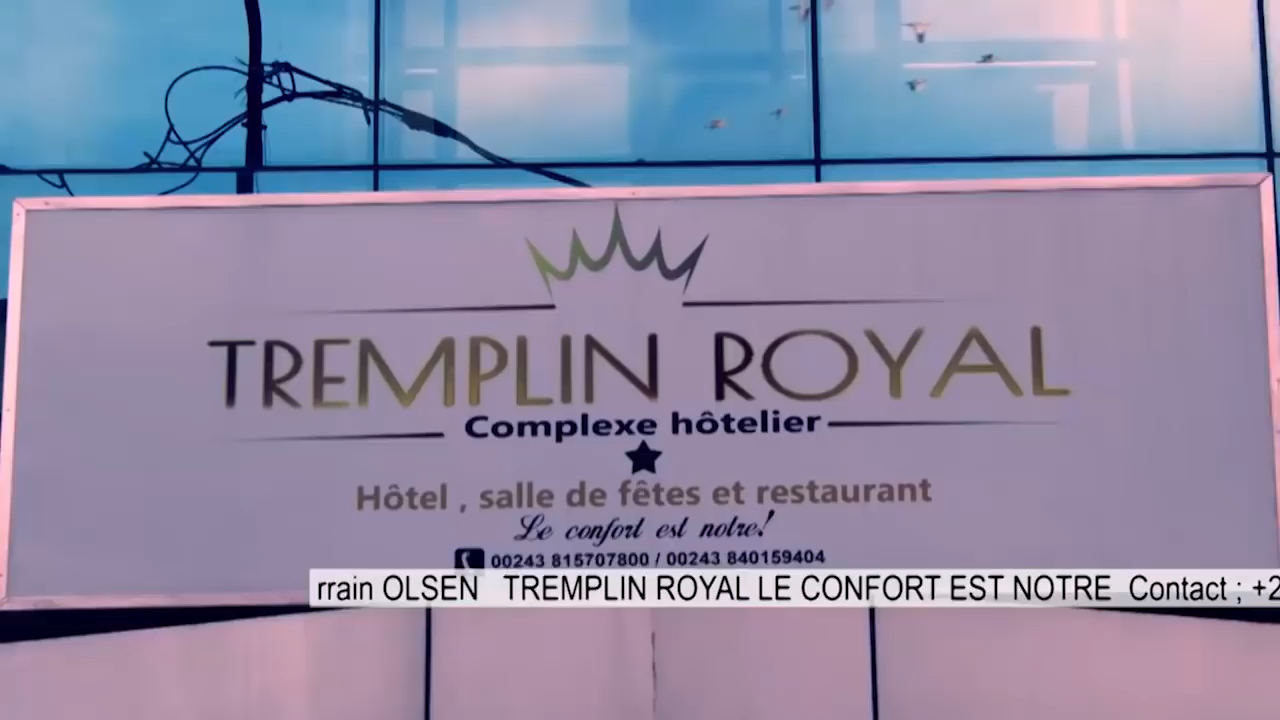 TREMPLIN ROYAL
Complexe hôtelier
Hôtel , salle de fêtes et restaurant
Le confort est notre!
00243 815707800 / 00243 840159404
rrain OLSEN TREMPLIN ROYAL LE CONFORT EST NOTRE Contact ; +2